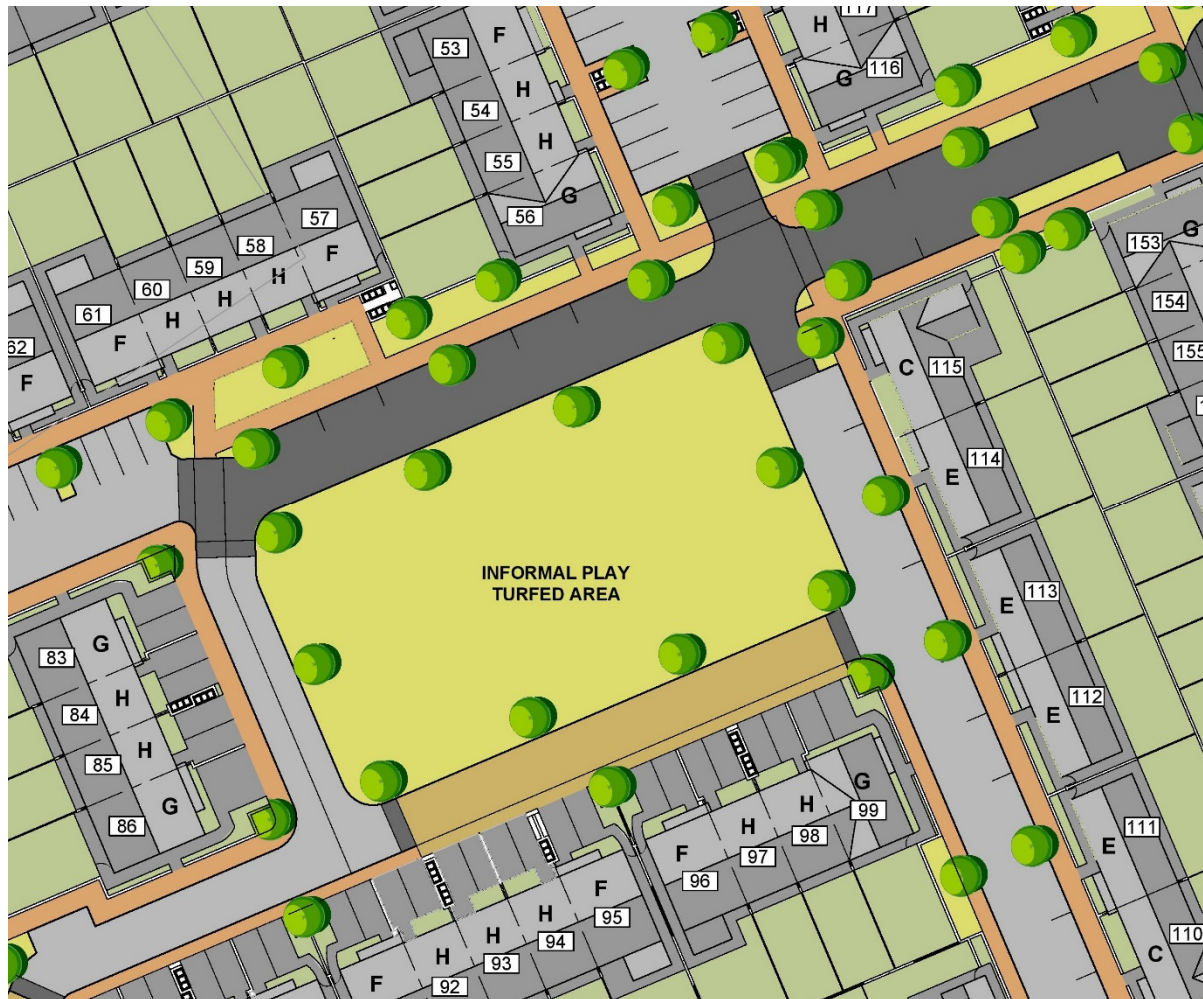 53
F
H
117
H
116
G
54
H
55
H
56
G
57
F
58
H
59
H
60
H
61
F
62
F
153
G
154
155
C
115
114
E
INFORMAL PLAY
TURFED AREA
113
E
112
E
83
G
84
H
85
H
86
G
G
99
H
98
H
97
F
96
111
E
F
95
H
94
H
93
H
92
F
110
C